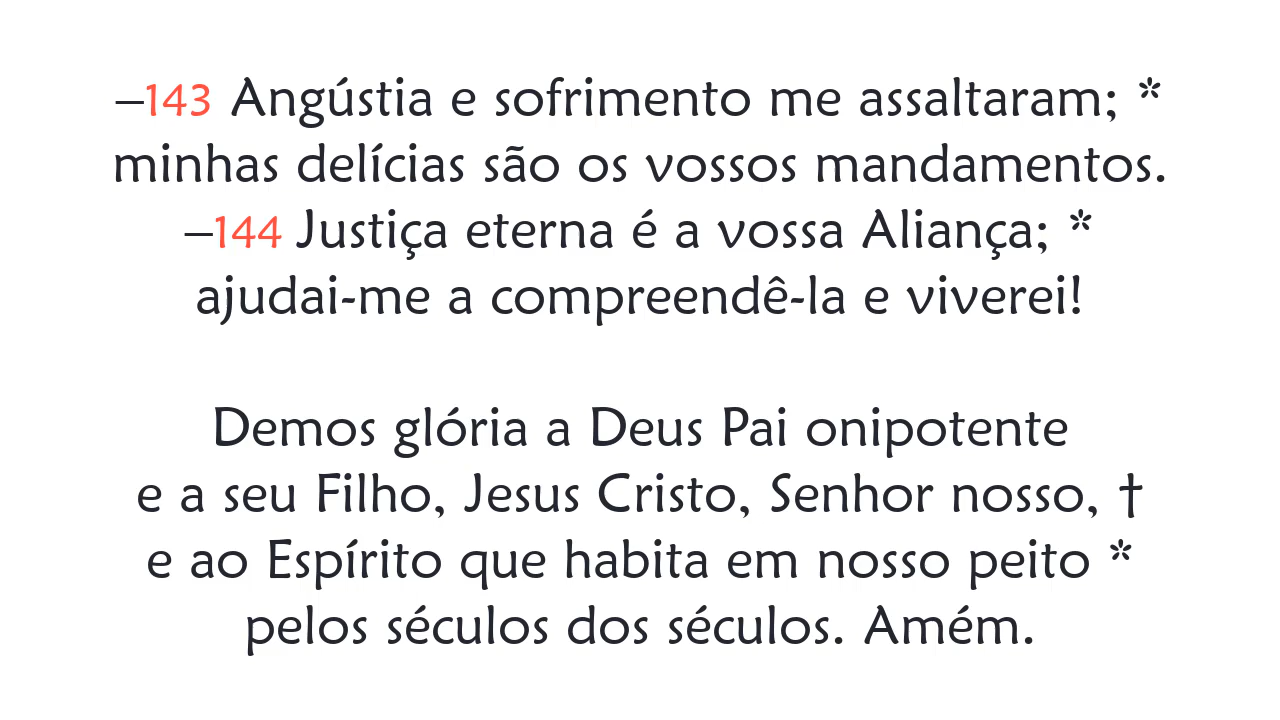 –143 Angústia e sofrimento me assaltaram; *
minhas delícias são os vossos mandamentos.
–144 Justiça eterna é a vossa Aliança; *
ajudai-me a compreendê-la e viverei!
Demos glória a Deus Pai onipotente
e a seu Filho, Jesus Cristo, Senhor nosso, †
e ao Espírito que habita em nosso peito *
pelos séculos dos séculos. Amém.